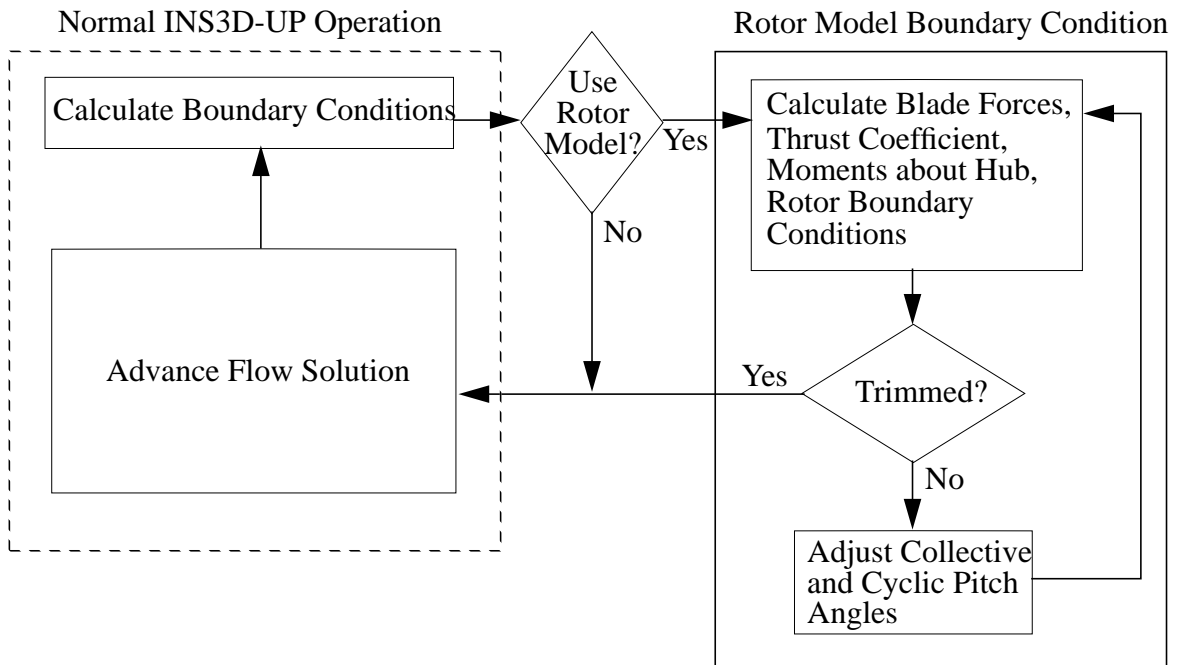 Normal INS3D-UP Operation
Rotor Model Boundary Condition
Calculate Boundary Conditions
Use
Rotor
Model?
Yes
No
Calculate Blade Forces,
Thrust Coefficient,
Moments about Hub,
Rotor Boundary
Conditions
Advance Flow Solution
Yes
Trimmed?
No
Adjust Collective
and Cyclic Pitch
Angles